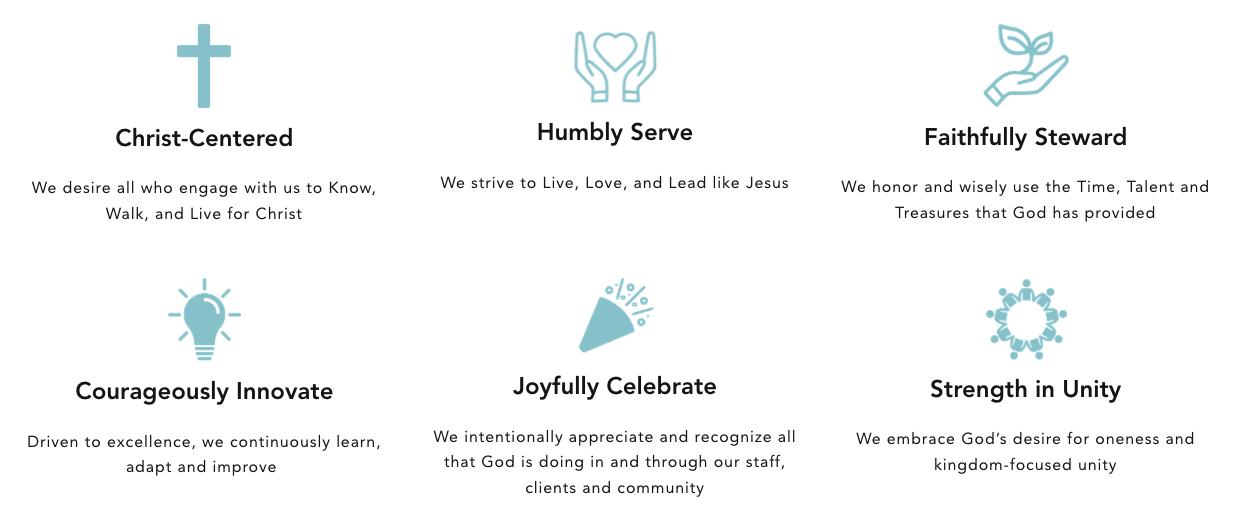 Christ-Centered
We desire all who engage with us to Know,
Walk, and Live for Christ
Humbly Serve
We strive to Live, Love, and Lead like Jesus
Faithfully Steward
We honor and wisely use the Time, Talent and
Treasures that God has provided
Courageously Innovate
Driven to excellence, we continuously learn,
adapt and improve
Joyfully Celebrate
We intentionally appreciate and recognize all
that God is doing in and through our staff,
clients and community
Strength in Unity
We embrace God’s desire for oneness and
kingdom-focused unity